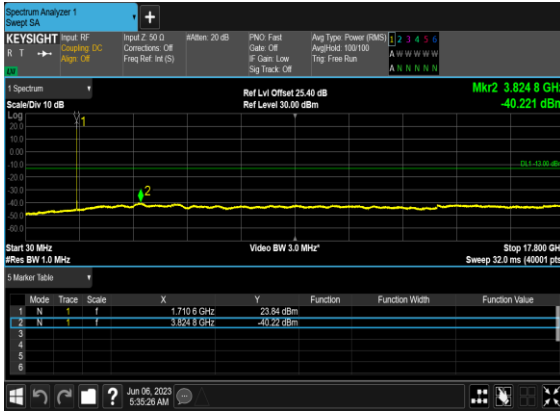 Spectrum Analyzer 1
Swept SA
+
KEYSIGHT Input: RF Input Z: 50 Ω #Atten: 20 dB PNO: Fast Avg Type: Power (RMS) 1 2 3 4 5 6
R T Coupling: DC Corrections: Off Gate: Off Avg|Hold: 100/100 A W W W W W
Align: Off Freq Ref: Int (S) IF Gain: Low Trig: Free Run
Sig Track: Off A N N N N N
1 Spectrum Ref Lvl Offset 25.40 dB Mkr2 3.824 8 GHz
Scale/Div 10 dB Ref Level 30.00 dBm -40.221 dBm
Log
20.0
10.0
0.00
-10.0
DL1 -13.00 dBm
-20.0
-30.0
-40.0
-50.0
-60.0
1
2
Start 30 MHz Video BW 3.0 MHz* Stop 17.800 GHz
#Res BW 1.0 MHz Sweep 32.0 ms (40001 pts)
5 Marker Table
Mode Trace Scale X Y Function Function Width Function Value
1 N 1 f 1.710 6 GHz 23.84 dBm
2 N 1 f 3.824 8 GHz -40.22 dBm
3
4
5
6
? Jun 06, 2023
5:35:26 AM